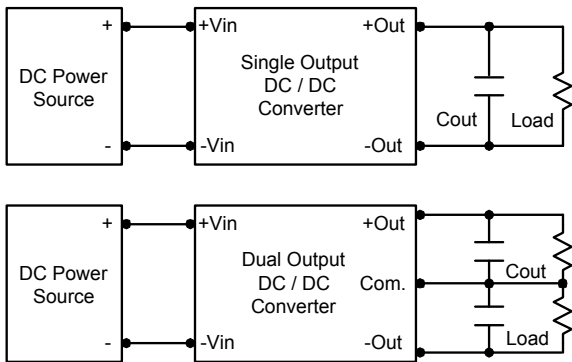 + +Vin +Out
DC Power Source
Single Output DC / DC Converter
Cout Load
- -Vin -Out
+ +Vin +Out
DC Power Source
Dual Output DC / DC Converter
Com.
Cout
- -Vin -Out
Load